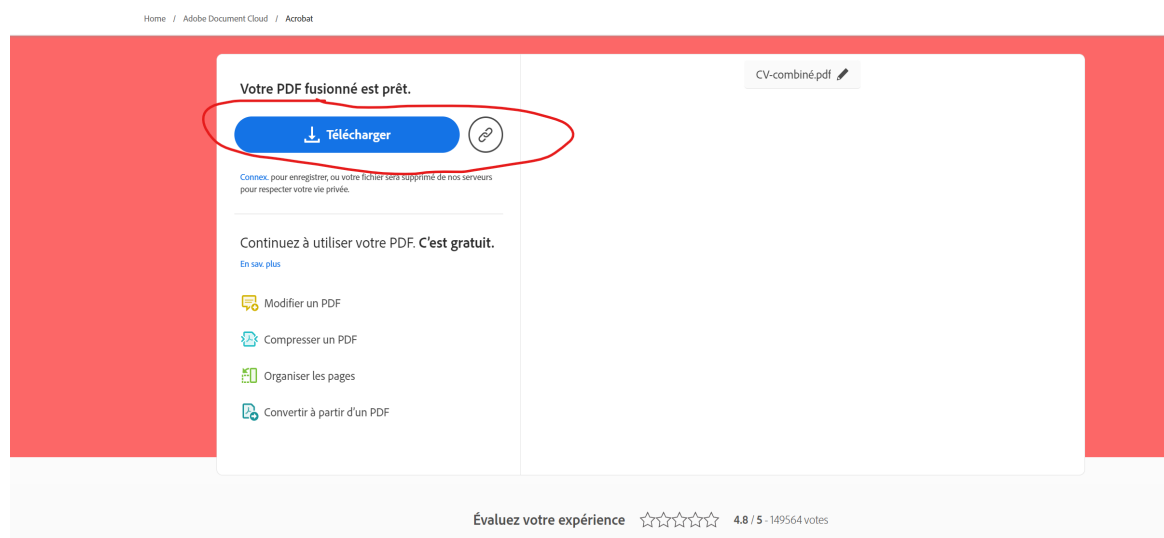 Home / Adobe Document Cloud / Acrobat
Votre PDF fusionné est prêt.
Télécharger
Connex. pour enregistrer, ou votre fichier sera supprimé de nos serveurs
pour respecter votre vie privée.
Continuez à utiliser votre PDF. C'est gratuit.
En sav. plus
Modifier un PDF
Compresser un PDF
Organiser les pages
Convertir à partir d'un PDF
CV-combiné.pdf
Évaluez votre expérience 4.8 / 5 - 149564 votes